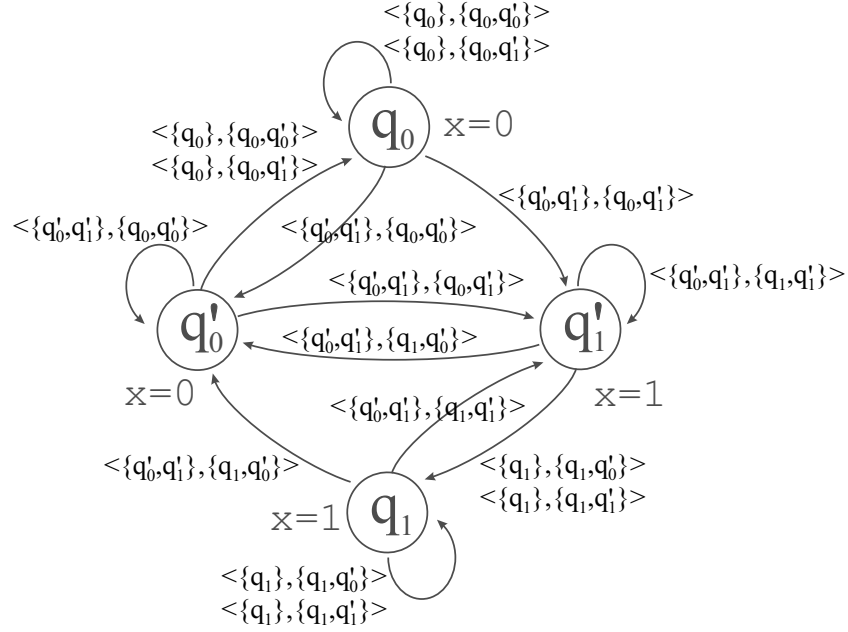 <{q₀},{q₀,q'₀}>
<{q₀},{q₀,q'₁}>
q₀ x=0
<{q₀},{q₀,q'₀}>
<{q₀},{q₀,q'₁}>
<{q'₀,q'₁},{q₀,q'₁}>
<{q'₀,q'₁},{q₀,q'₀}>
<{q'₀,q'₁},{q₀,q'₀}>
<{q'₀,q'₁},{q₀,q'₁}>
<{q'₀,q'₁},{q₁,q'₁}>
q'₀
q'₁
<{q'₀,q'₁},{q₁,q'₀}>
x=0
x=1
<{q'₀,q'₁},{q₁,q'₁}>
<{q'₀,q'₁},{q₁,q'₀}>
<{q₁},{q₁,q'₀}>
<{q₁},{q₁,q'₁}>
x=1 q₁
<{q₁},{q₁,q'₀}>
<{q₁},{q₁,q'₁}>